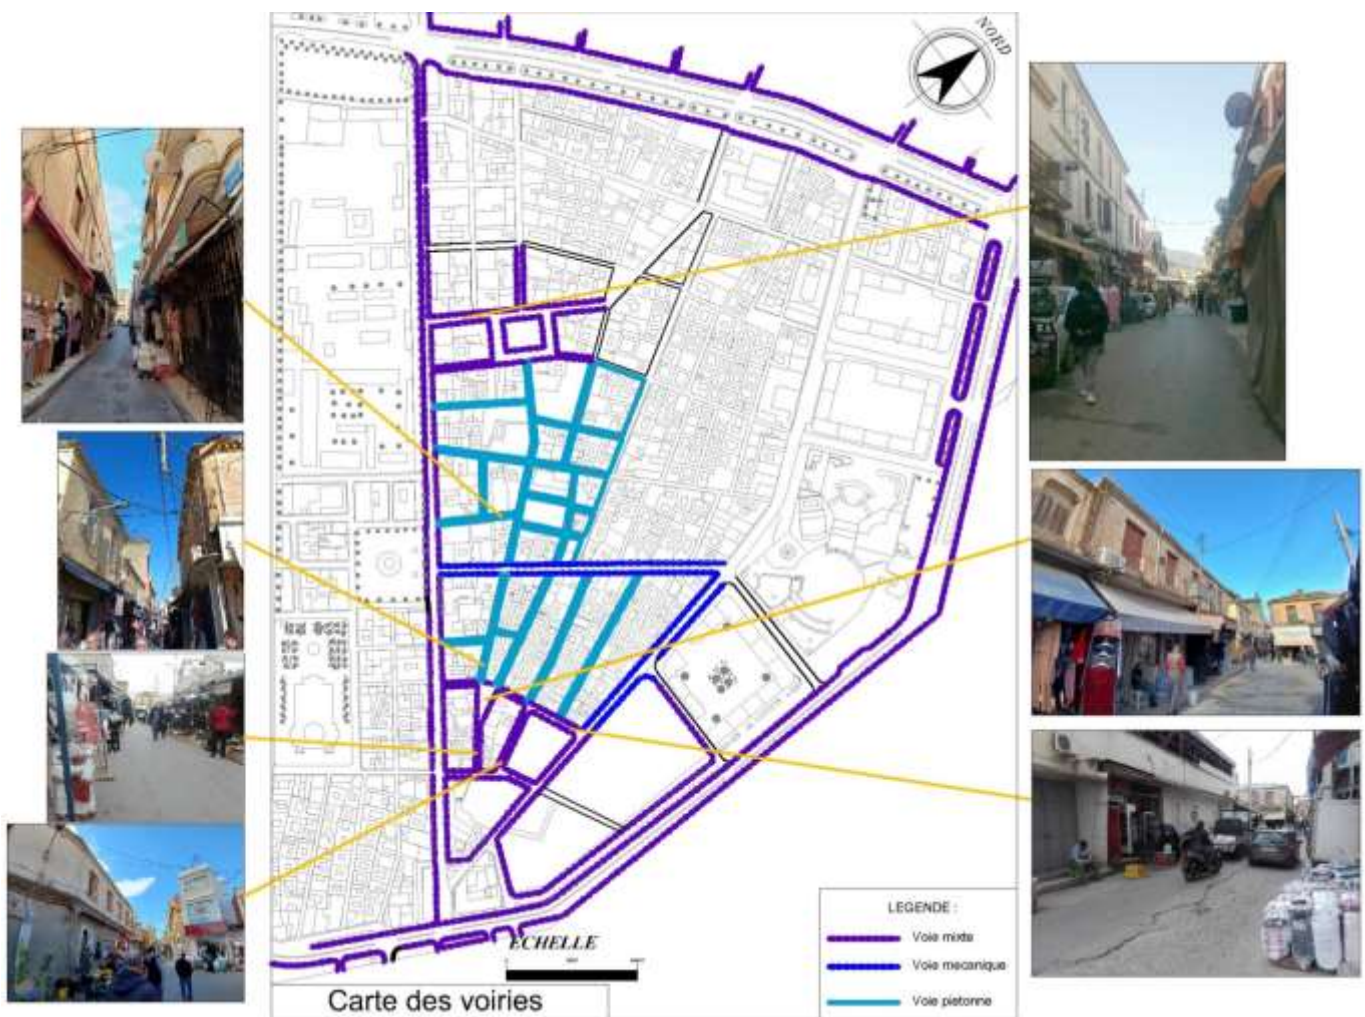 NORD
LEGENDE :
Voie mixte
Voie mecanique
Voie pietonne
ECHELLE
Carte des voiries